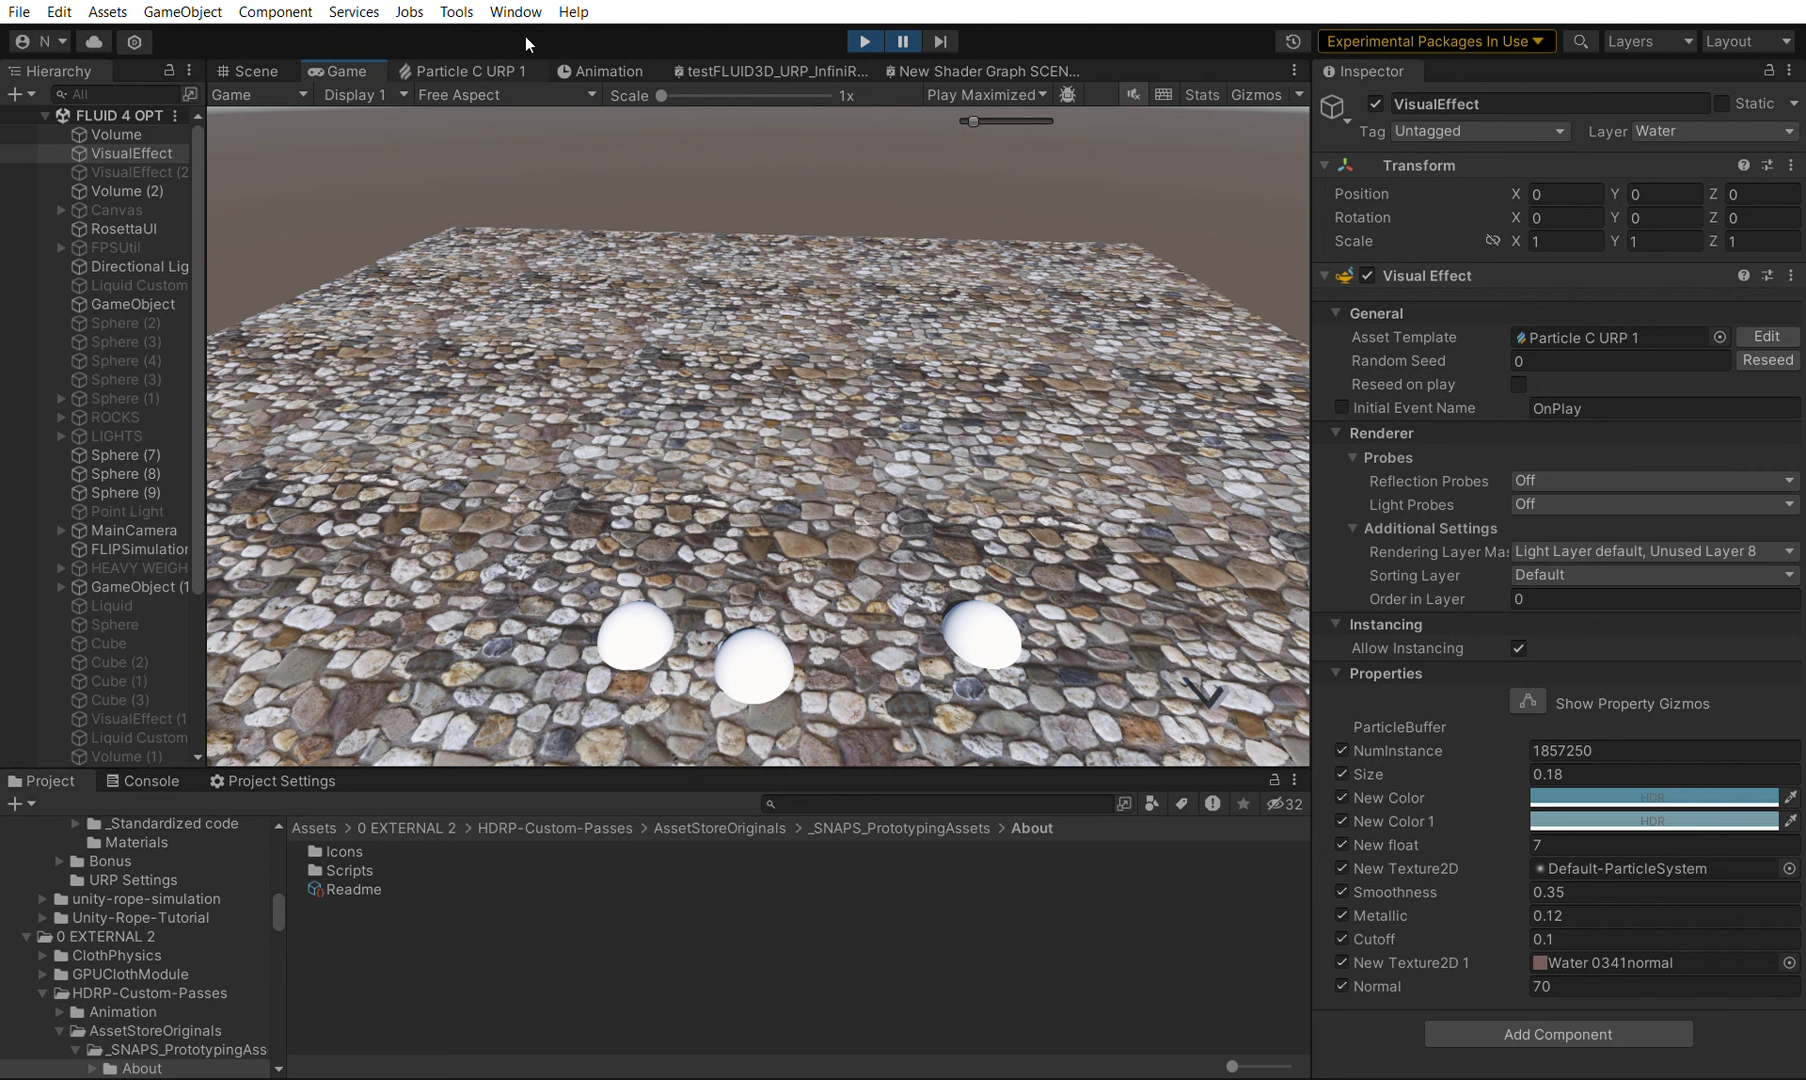 File Edit Assets GameObject Component Services Jobs Tools Window Help
N Experimental Packages In Use Layers Layout
Hierarchy Scene Game Particle C URP 1 Animation testFLUID3D_URP_InfiniR... New Shader Graph SCEN... Inspector
All Game Display 1 Free Aspect Scale 1x Play Maximized Stats Gizmos
VisualEffect Static
Tag Untagged Layer Water
FLUID 4 OPT
Volume
VisualEffect
VisualEffect (2
Volume (2)
Canvas
RosettaUI
FPSUtil
Directional Lig
Liquid Custom
GameObject
Sphere (2)
Sphere (3)
Sphere (4)
Sphere (3)
Sphere (1)
ROCKS
LIGHTS
Sphere (7)
Sphere (8)
Sphere (9)
Point Light
MainCamera
FLIPSimulation
HEAVY WEIGH
GameObject (1
Liquid
Sphere
Cube
Cube (2)
Cube (1)
Cube (3)
VisualEffect (1
Liquid Custom
Volume (1)
Transform
Position X 0 Y 0 Z 0
Rotation X 0 Y 0 Z 0
Scale X 1 Y 1 Z 1
Visual Effect
General
Asset Template Particle C URP 1 Edit
Random Seed 0 Reseed
Reseed on play
Initial Event Name OnPlay
Renderer
Probes
Reflection Probes Off
Light Probes Off
Additional Settings
Rendering Layer Mas Light Layer default, Unused Layer 8
Sorting Layer Default
Order in Layer 0
Instancing
Allow Instancing
Properties
Show Property Gizmos
ParticleBuffer
NumInstance 1857250
Size 0.18
New Color HDR
New Color 1 HDR
New float 7
New Texture2D Default-ParticleSystem
Smoothness 0.35
Metallic 0.12
Cutoff 0.1
New Texture2D 1 Water 0341normal
Normal 70
Add Component
Project Console Project Settings
32
_Standardized code
Materials
Bonus
URP Settings
unity-rope-simulation
Unity-Rope-Tutorial
0 EXTERNAL 2
ClothPhysics
GPUClothModule
HDRP-Custom-Passes
Animation
AssetStoreOriginals
_SNAPS_PrototypingAss
About
Assets > 0 EXTERNAL 2 > HDRP-Custom-Passes > AssetStoreOriginals > _SNAPS_PrototypingAssets > About
Icons
Scripts
Readme